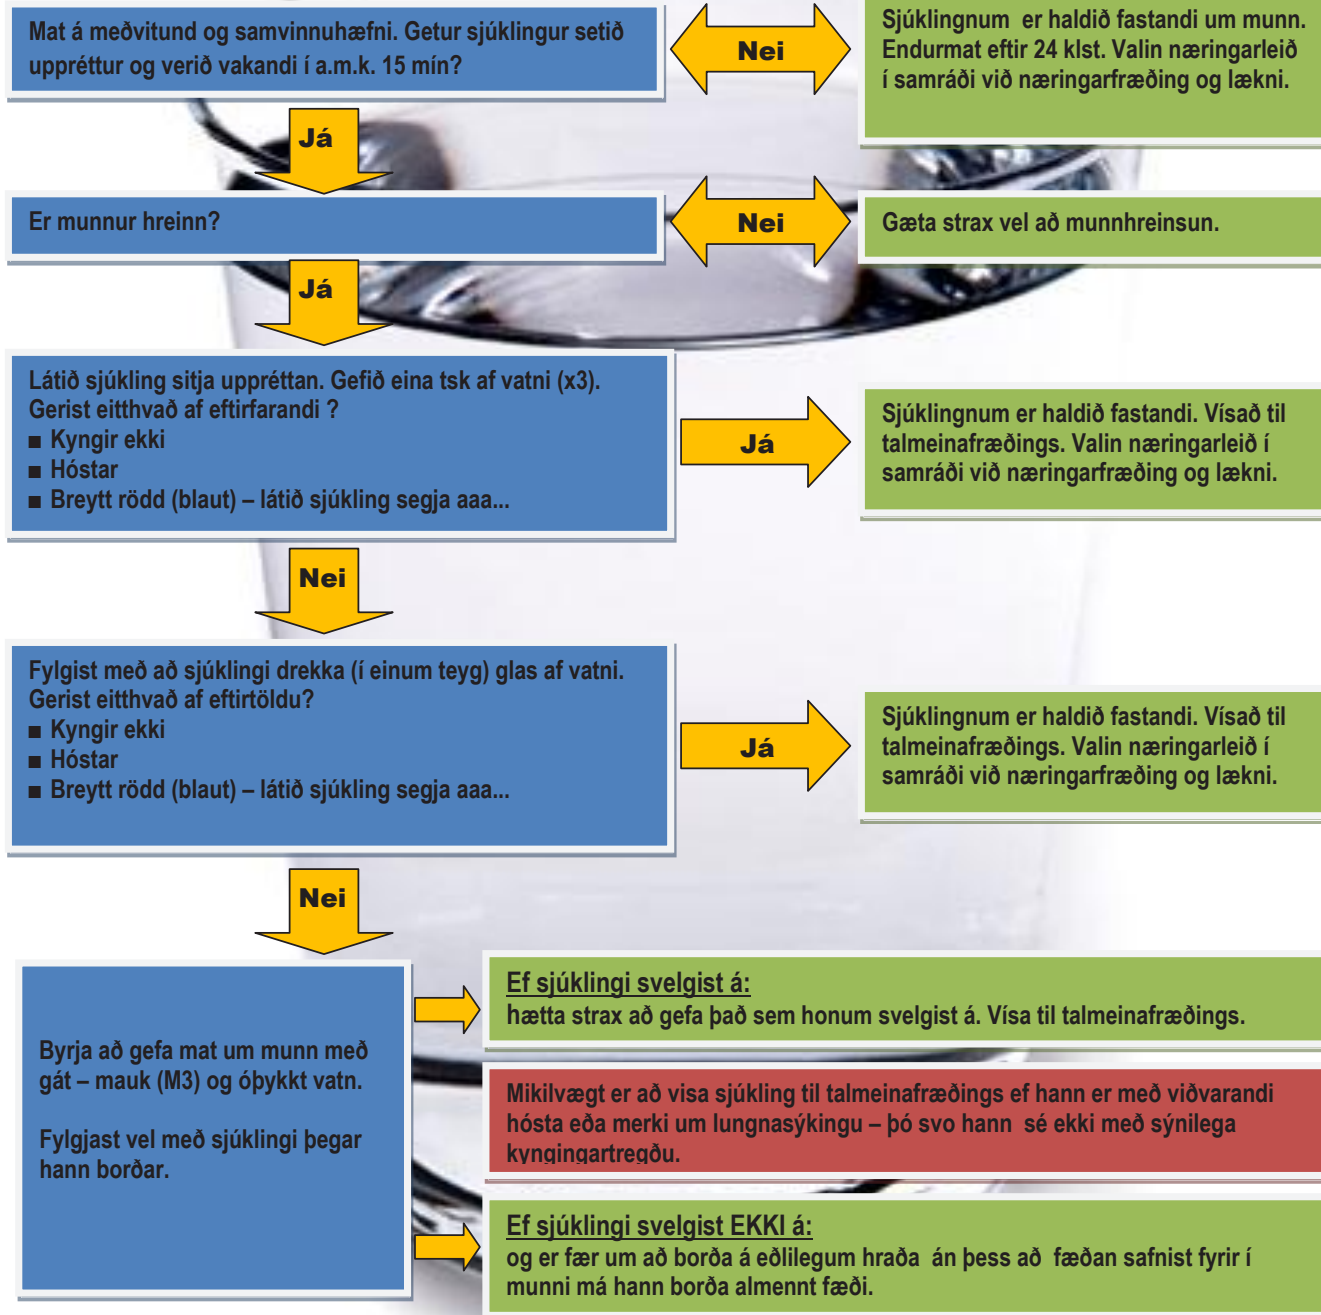 Mat á meðvitund og samvinnuhæfni. Getur sjúklingur setið
uppréttur og verið vakandi í a.m.k. 15 mín?
Nei
Sjúklingnum er haldið fastandi um munn.
Endurmat eftir 24 klst. Valin næringarleið
í samráði við næringarfræðing og lækni.
Já
Er munnur hreinn?
Nei
Gæta strax vel að munnhreinsun.
Já
Látið sjúkling sitja uppréttan. Gefið eina tsk af vatni (x3).
Gerist eitthvað af eftirfarandi ?
■ Kyngir ekki
■ Hóstar
■ Breytt rödd (blaut) – látið sjúkling segja aaa...
Já
Sjúklingnum er haldið fastandi. Vísað til
talmeinafræðings. Valin næringarleið í
samráði við næringarfræðing og lækni.
Nei
Fylgist með að sjúklingi drekka (í einum teyg) glas af vatni.
Gerist eitthvað af eftirtöldu?
■ Kyngir ekki
■ Hóstar
■ Breytt rödd (blaut) – látið sjúkling segja aaa...
Já
Sjúklingnum er haldið fastandi. Vísað til
talmeinafræðings. Valin næringarleið í
samráði við næringarfræðing og lækni.
Nei
Byrja að gefa mat um munn með
gát – mauk (M3) og óþykkt vatn.
Fylgjast vel með sjúklingi þegar
hann borðar.
Ef sjúklingi svelgist á:
hætta strax að gefa það sem honum svelgist á. Vísa til talmeinafræðings.
Mikilvægt er að visa sjúkling til talmeinafræðings ef hann er með viðvarandi
hósta eða merki um lungnasýkingu – þó svo hann sé ekki með sýnilega
kyngingartregðu.
Ef sjúklingi svelgist EKKI á:
og er fær um að borða á eðlilegum hraða án þess að fæðan safnist fyrir í
munni má hann borða almennt fæði.